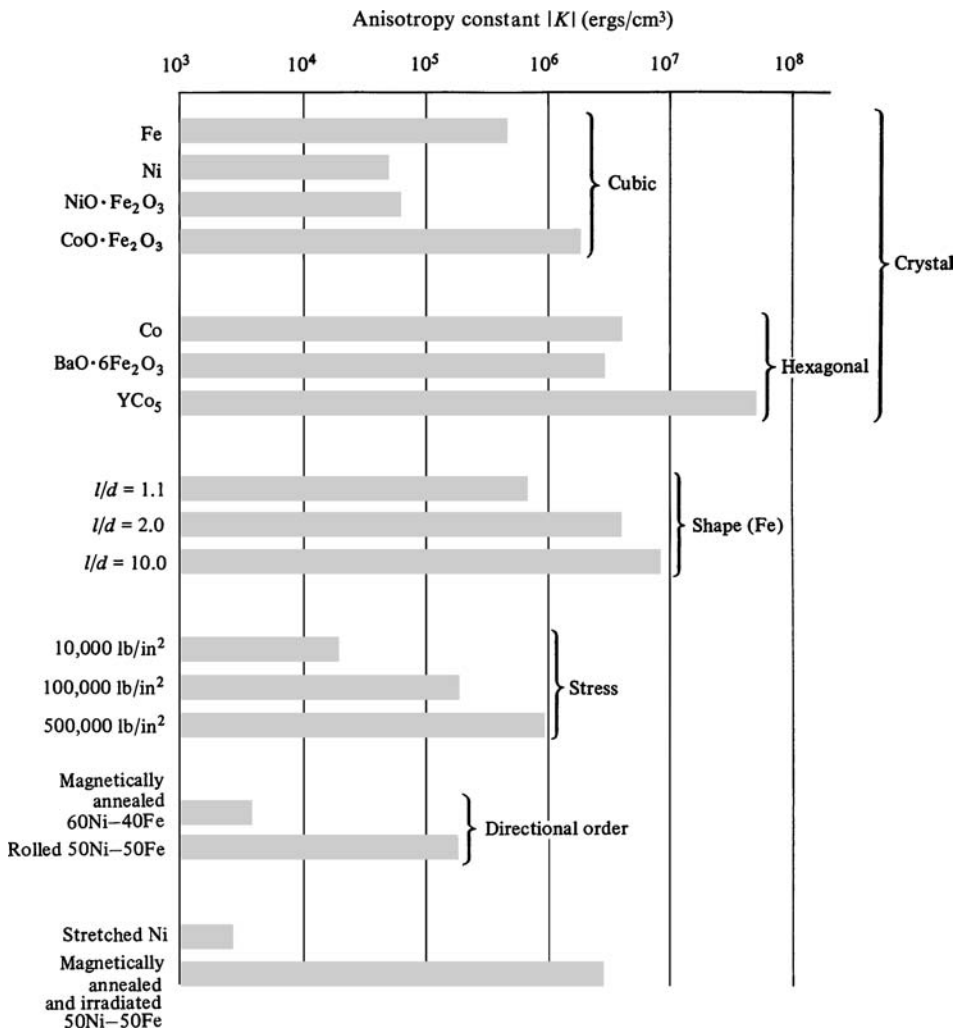 Anisotropy constant |K| (ergs/cm³)
10³ 10⁴ 10⁵ 10⁶ 10⁷ 10⁸
Fe
Ni
NiO·Fe₂O₃
CoO·Fe₂O₃
Cubic
Crystal
Co
BaO·6Fe₂O₃
YCo₅
Hexagonal
l/d = 1.1
l/d = 2.0
l/d = 10.0
Shape (Fe)
10,000 lb/in²
100,000 lb/in²
500,000 lb/in²
Stress
Magnetically
annealed
60Ni–40Fe
Rolled 50Ni–50Fe
Directional order
Stretched Ni
Magnetically
annealed
and irradiated
50Ni–50Fe